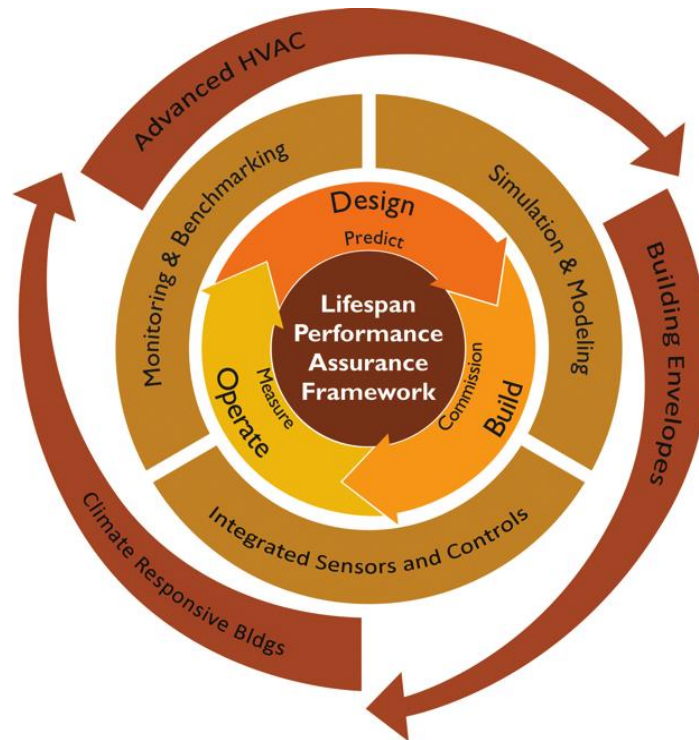 Advanced HVAC
Building Envelopes
Climate Responsive Bldgs
Monitoring & Benchmarking
Simulation & Modeling
Integrated Sensors and Controls
Design
Predict
Build
Commission
Operate
Measure
Lifespan
Performance
Assurance
Framework